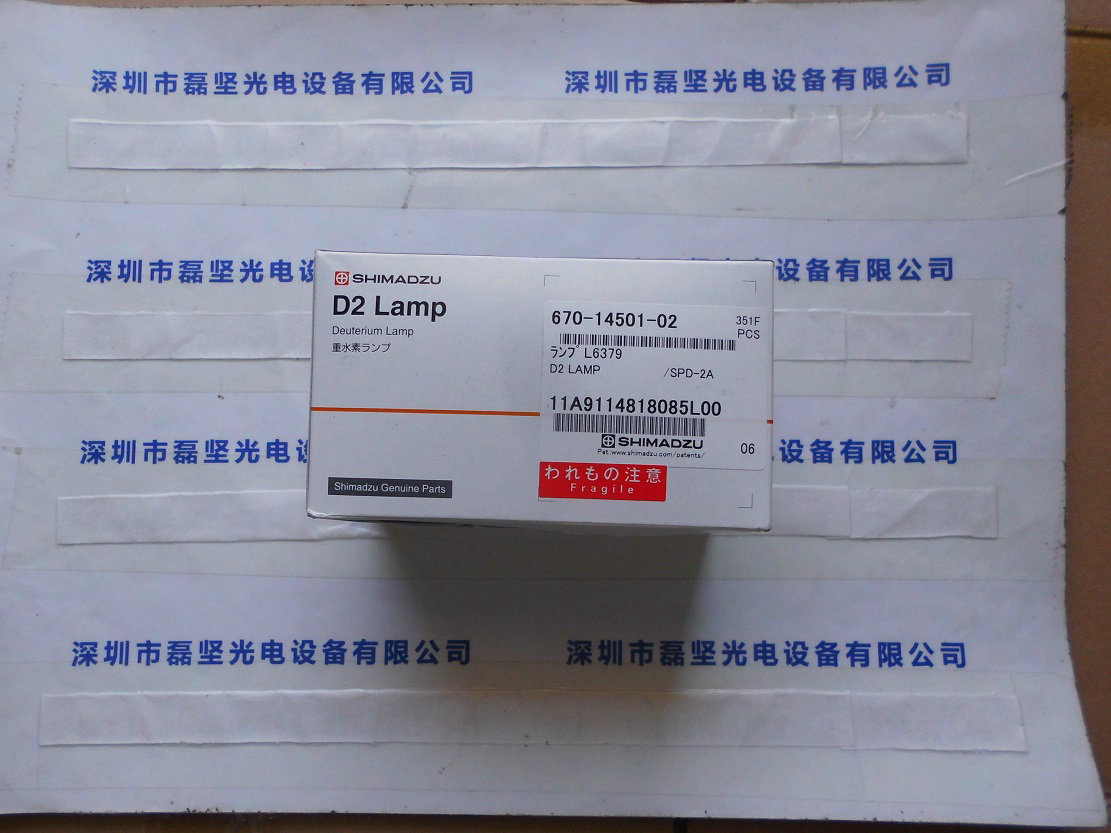 深圳市磊坚光电设备有限公司 深圳市磊坚光电设备有限公司
深圳市磊坚光电设 设备有限公司
SHIMADZU
D2 Lamp
Deuterium Lamp
重水素ランプ
670-14501-02
351F
PCS
ランプ L6379
D2 LAMP /SPD-2A
11A9114818085L00
SHIMADZU
Pat.:www.shimadzu.com/patents/
06
われもの注意
Fragile
Shimadzu Genuine Parts
深圳市磊坚光电设 设备有限公司
深圳市磊坚光电设备有限公司 深圳市磊坚光电设备有限公司